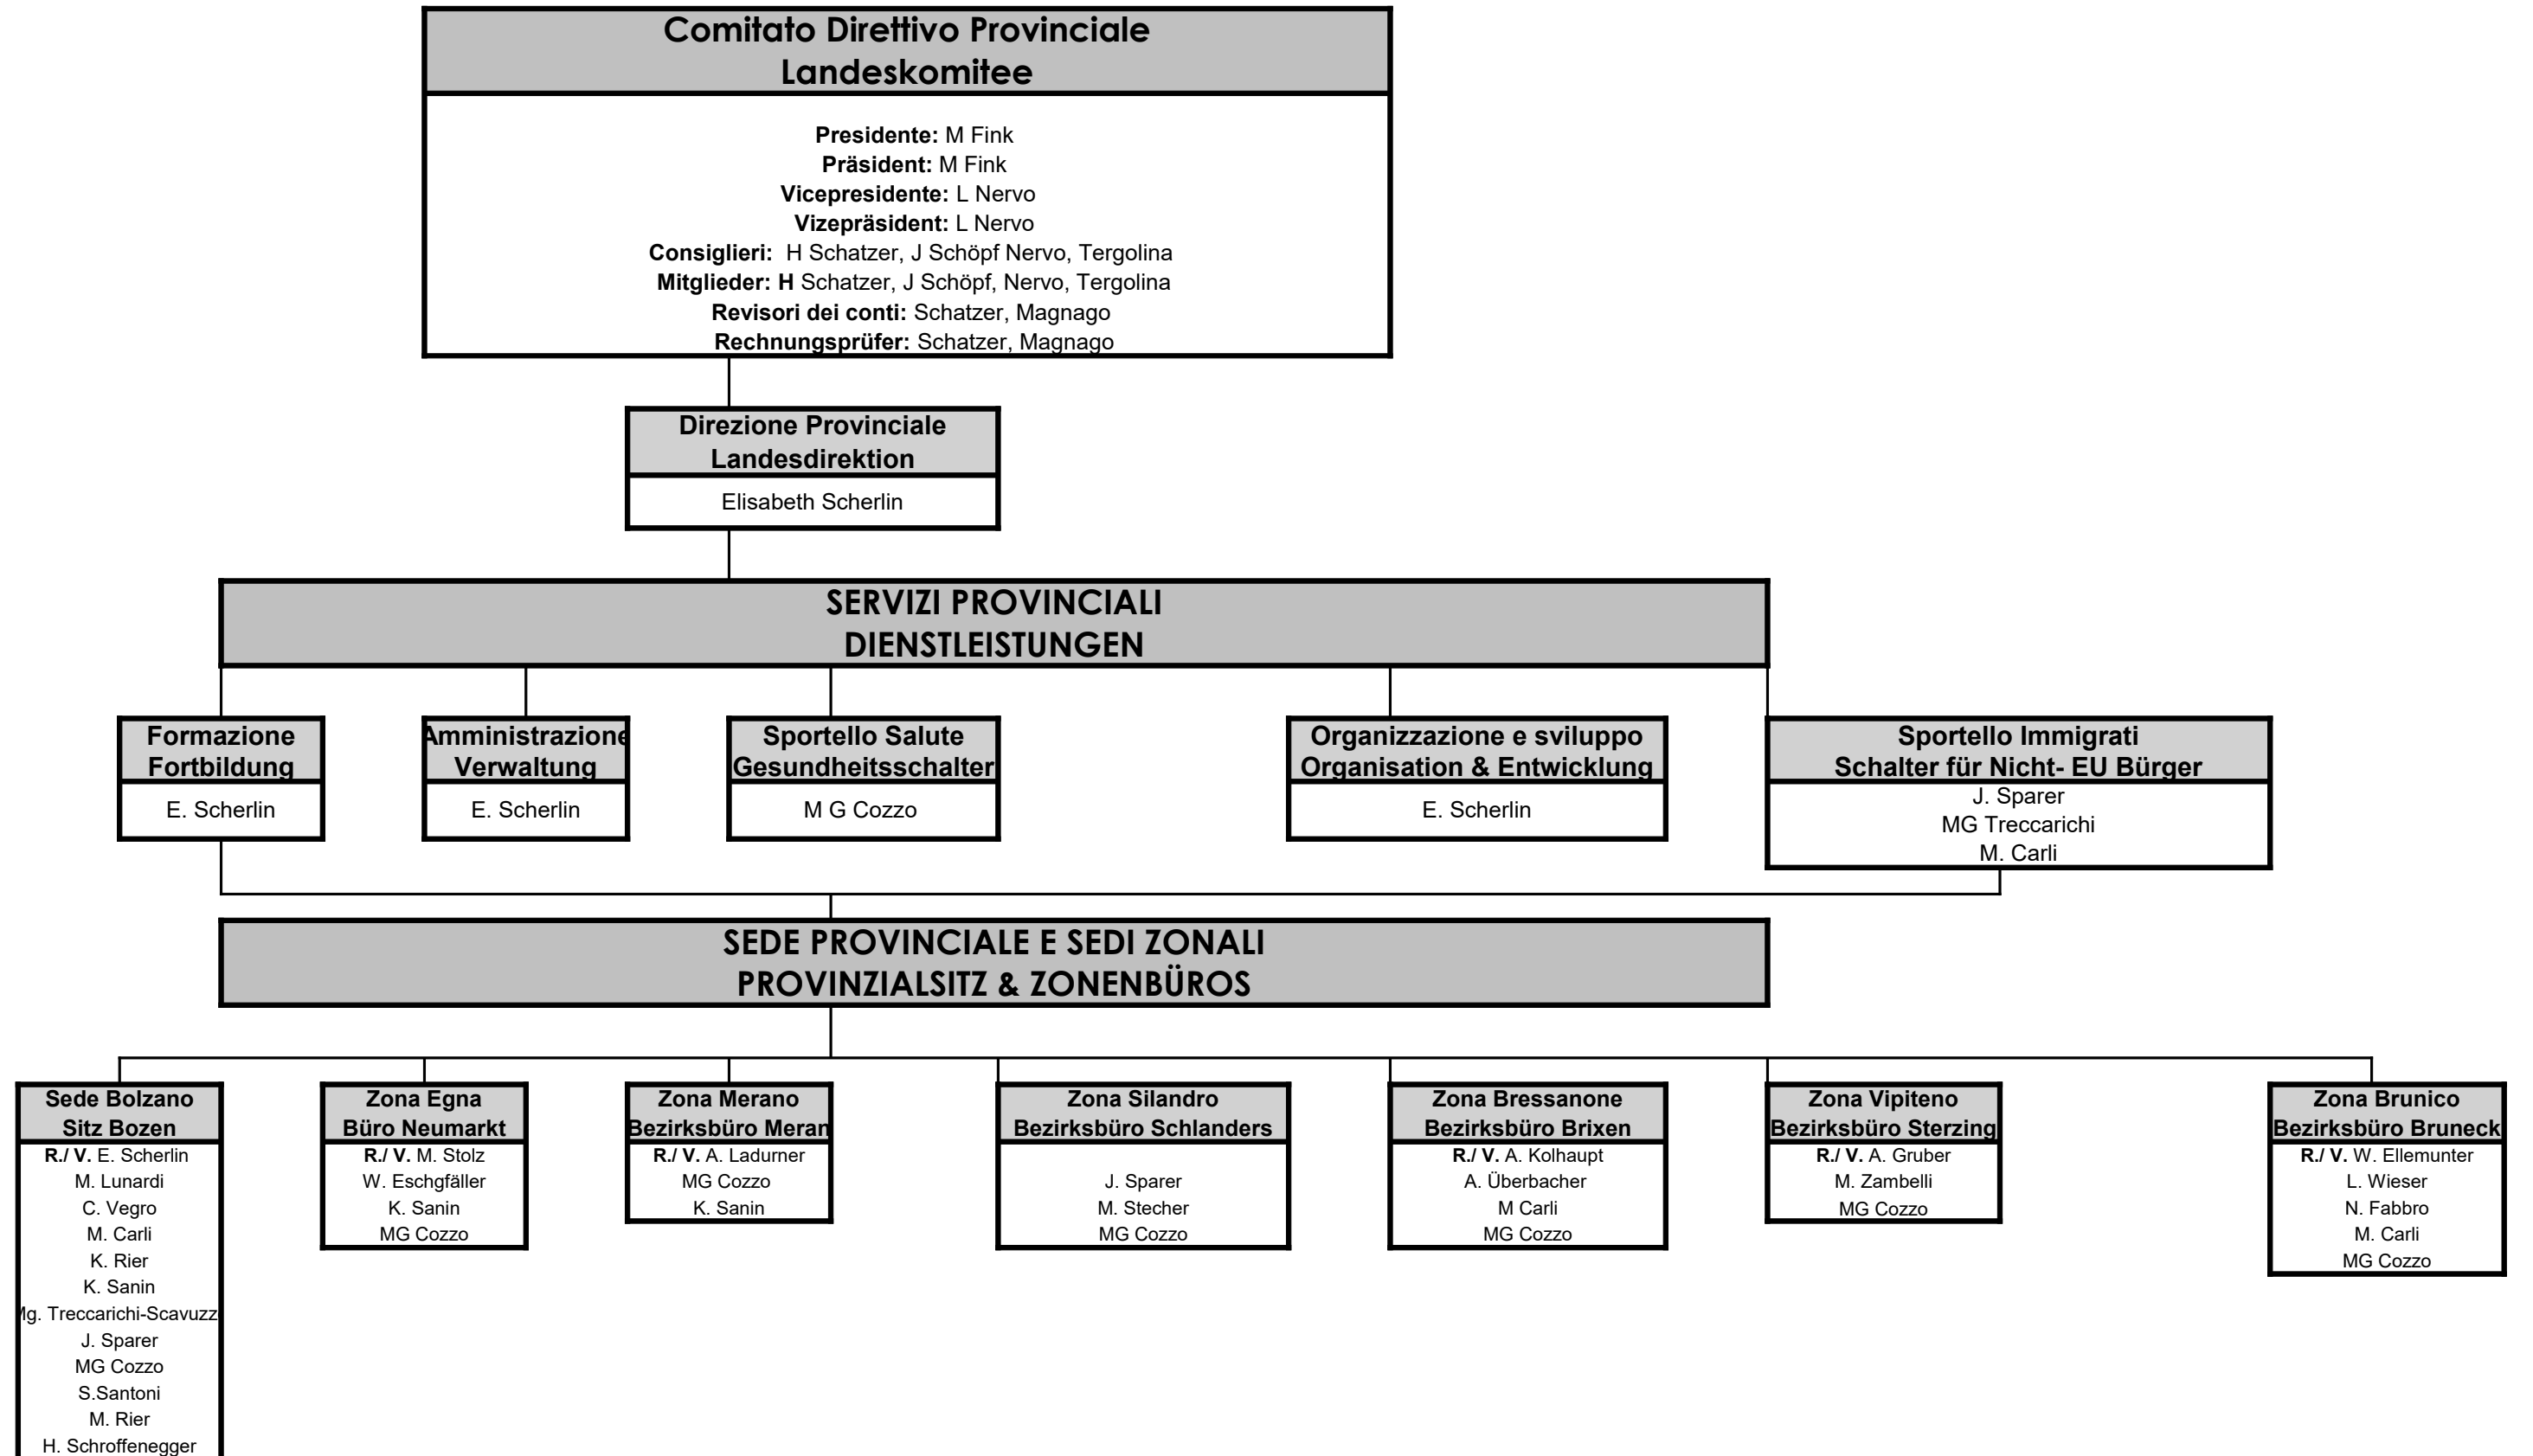 Comitato Direttivo Provinciale
Landeskomitee
Presidente: M Fink
Präsident: M Fink
Vicepresidente: L Nervo
Vizepräsident: L Nervo
Consiglieri: H Schatzer, J Schöpf Nervo, Tergolina
Mitglieder: H Schatzer, J Schöpf, Nervo, Tergolina
Revisori dei conti: Schatzer, Magnago
Rechnungsprüfer: Schatzer, Magnago
Direzione Provinciale
Landesdirektion
Elisabeth Scherlin
SERVIZI PROVINCIALI
DIENSTLEISTUNGEN
Formazione
Fortbildung
E. Scherlin
Amministrazione
Verwaltung
E. Scherlin
Sportello Salute
Gesundheitsschalter
M G Cozzo
Organizzazione e sviluppo
Organisation & Entwicklung
E. Scherlin
Sportello Immigrati
Schalter für Nicht- EU Bürger
J. Sparer
MG Treccarichi
M. Carli
SEDE PROVINCIALE E SEDI ZONALI
PROVINZIALSITZ & ZONENBÜROS
Sede Bolzano
Sitz Bozen
R./ V. E. Scherlin
M. Lunardi
C. Vegro
M. Carli
K. Rier
K. Sanin
Mg. Treccarichi-Scavuzz
J. Sparer
MG Cozzo
S.Santoni
M. Rier
H. Schroffenegger
Zona Egna
Büro Neumarkt
R./ V. M. Stolz
W. Eschgfäller
K. Sanin
MG Cozzo
Zona Merano
Bezirksbüro Meran
R./ V. A. Ladurner
MG Cozzo
K. Sanin
Zona Silandro
Bezirksbüro Schlanders
J. Sparer
M. Stecher
MG Cozzo
Zona Bressanone
Bezirksbüro Brixen
R./ V. A. Kolhaupt
A. Überbacher
M Carli
MG Cozzo
Zona Vipiteno
Bezirksbüro Sterzing
R./ V. A. Gruber
M. Zambelli
MG Cozzo
Zona Brunico
Bezirksbüro Bruneck
R./ V. W. Ellemunter
L. Wieser
N. Fabbro
M. Carli
MG Cozzo